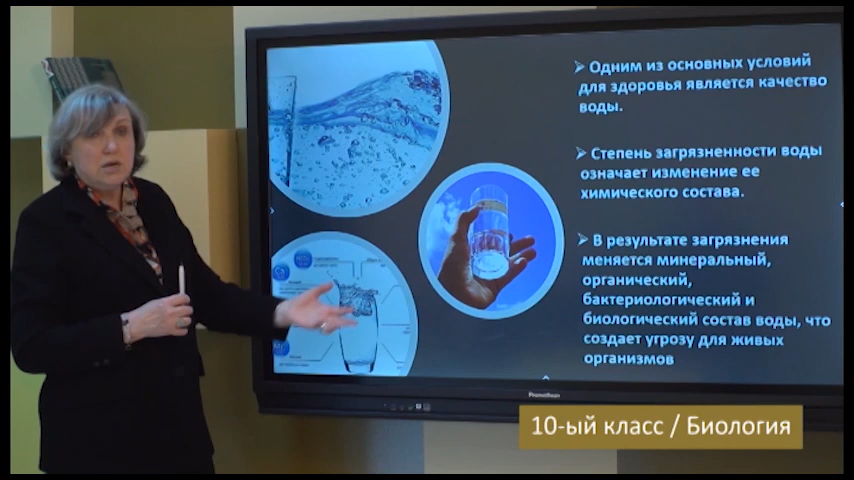 ➢ Одним из основных условий
для здоровья является качество
воды.
➢ Степень загрязненности воды
означает изменение ее
химического состава.
➢ В результате загрязнения
меняется минеральный,
органический,
бактериологический и
биологический состав воды, что
создает угрозу для живых
организмов
Promethean
10-ый класс / Биология